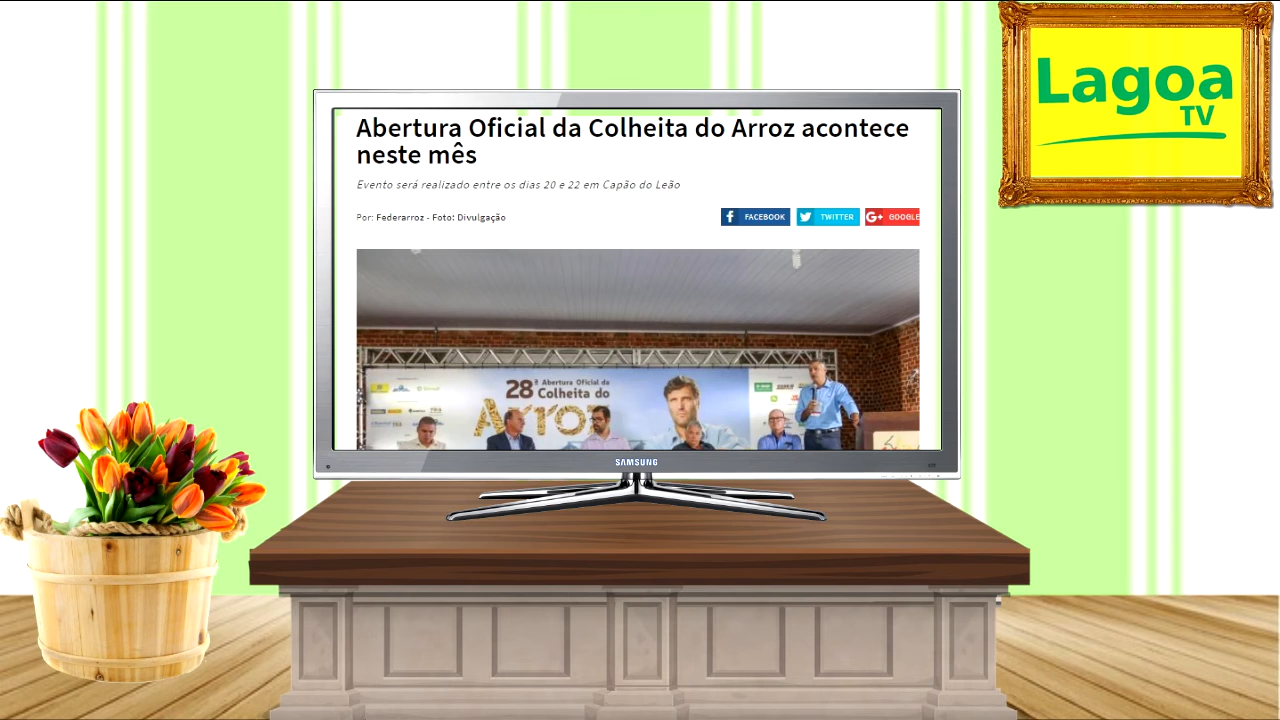 Lagoa
TV
Abertura Oficial da Colheita do Arroz acontece
neste mês
Evento será realizado entre os dias 20 e 22 em Capão do Leão
Por: Federarroz - Foto: Divulgação
FACEBOOK
TWITTER
GOOGLE
28ª Abertura Oficial da
Colheita do
Arroz
SAMSUNG